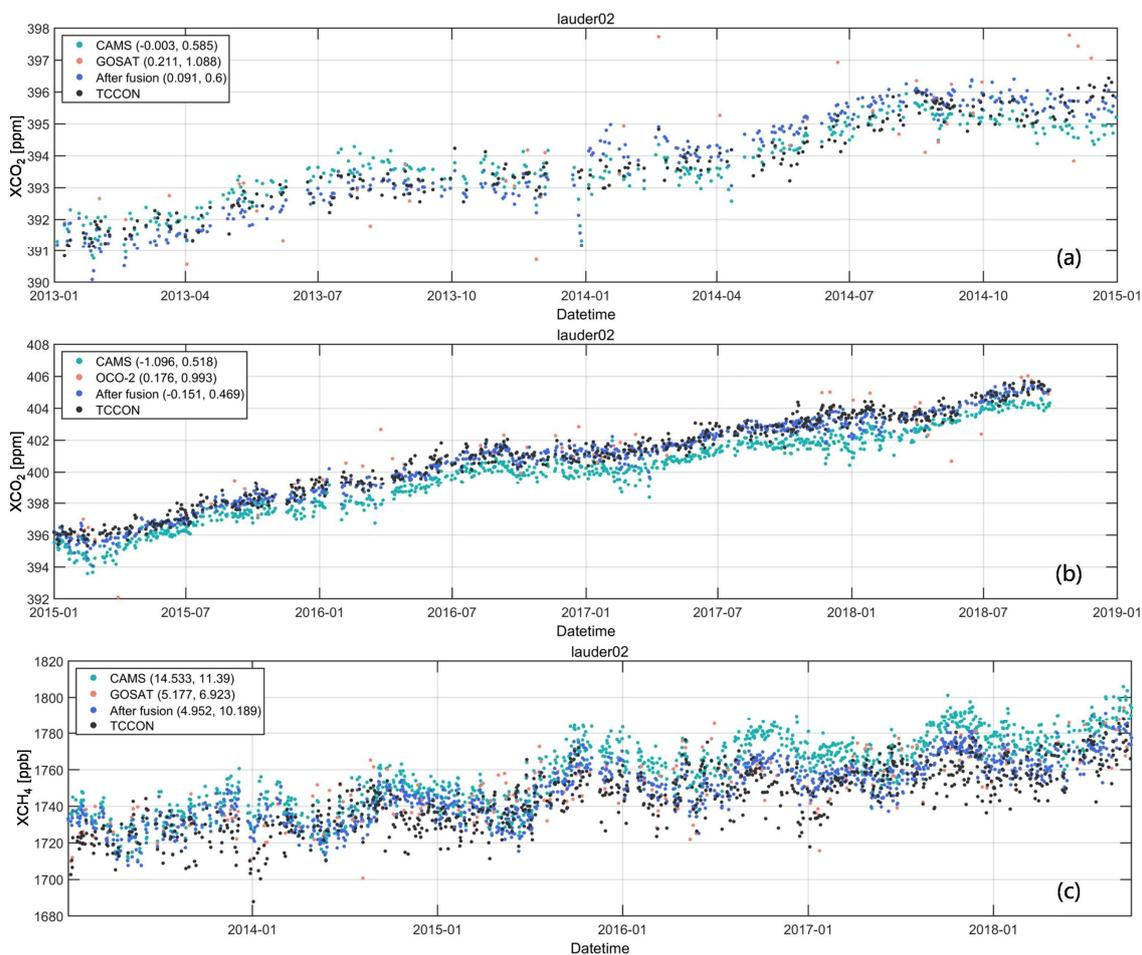 lauder02
398
397
396
395
394
393
392
391
390
XCO2 [ppm]
CAMS (-0.003, 0.585)
GOSAT (0.211, 1.088)
After fusion (0.091, 0.6)
TCCON
(a)
2013-01 2013-04 2013-07 2013-10 2014-01 2014-04 2014-07 2014-10 2015-01
Datetime
lauder02
408
406
404
402
400
398
396
394
392
XCO2 [ppm]
CAMS (-1.096, 0.518)
OCO-2 (0.176, 0.993)
After fusion (-0.151, 0.469)
TCCON
(b)
2015-01 2015-07 2016-01 2016-07 2017-01 2017-07 2018-01 2018-07 2019-01
Datetime
lauder02
1820
1800
1780
1760
1740
1720
1700
1680
XCH4 [ppb]
CAMS (14.533, 11.39)
GOSAT (5.177, 6.923)
After fusion (4.952, 10.189)
TCCON
(c)
2014-01 2015-01 2016-01 2017-01 2018-01
Datetime